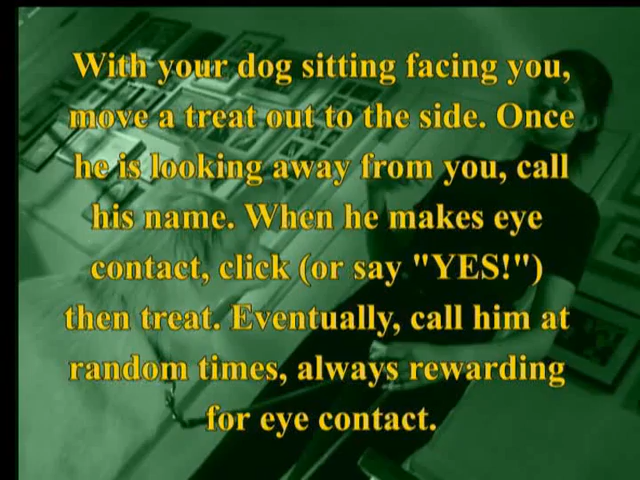 With your dog sitting facing you,
move a treat out to the side. Once
he is looking away from you, call
his name. When he makes eye
contact, click (or say "YES!")
then treat. Eventually, call him at
random times, always rewarding
for eye contact.